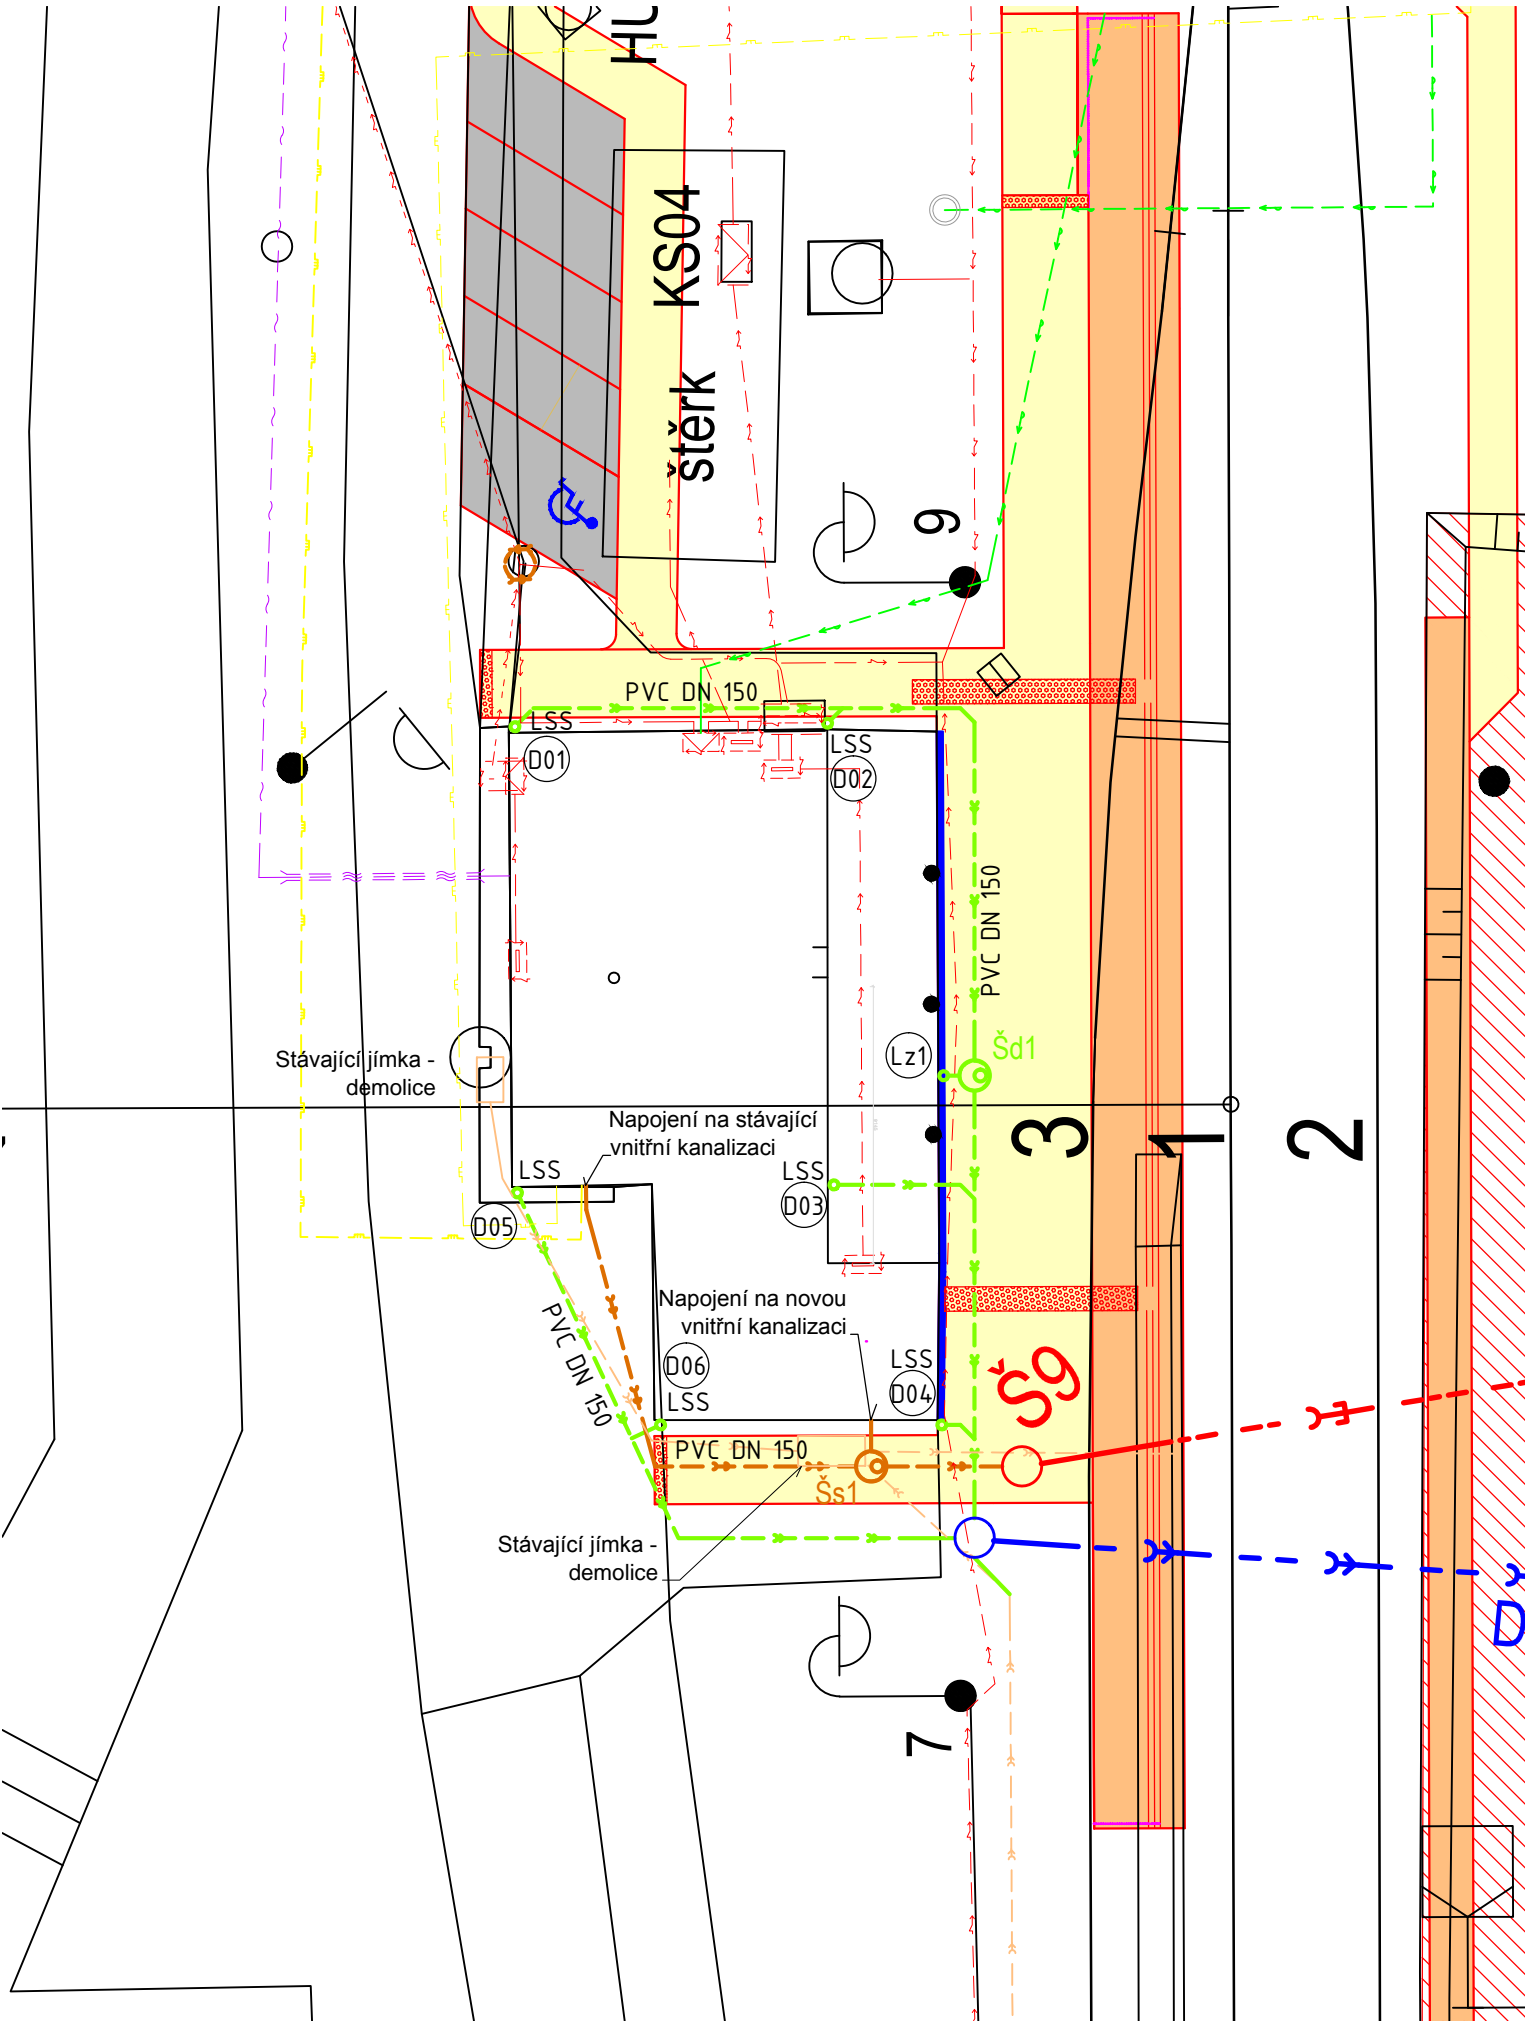 HU
KS04
štěrk
9
PVC DN 150
LSS
D01
LSS
D02
PVC DN 150
Lz1
Šd1
Stávající jímka -
demolice
Napojení na stávající
vnitřní kanalizaci
3
1
2
LSS
D05
LSS
D03
PVC DN 150
Napojení na novou
vnitřní kanalizaci
D06
LSS
LSS
D04
Š9
PVC DN 150
Šs1
Stávající jímka -
demolice
D
7